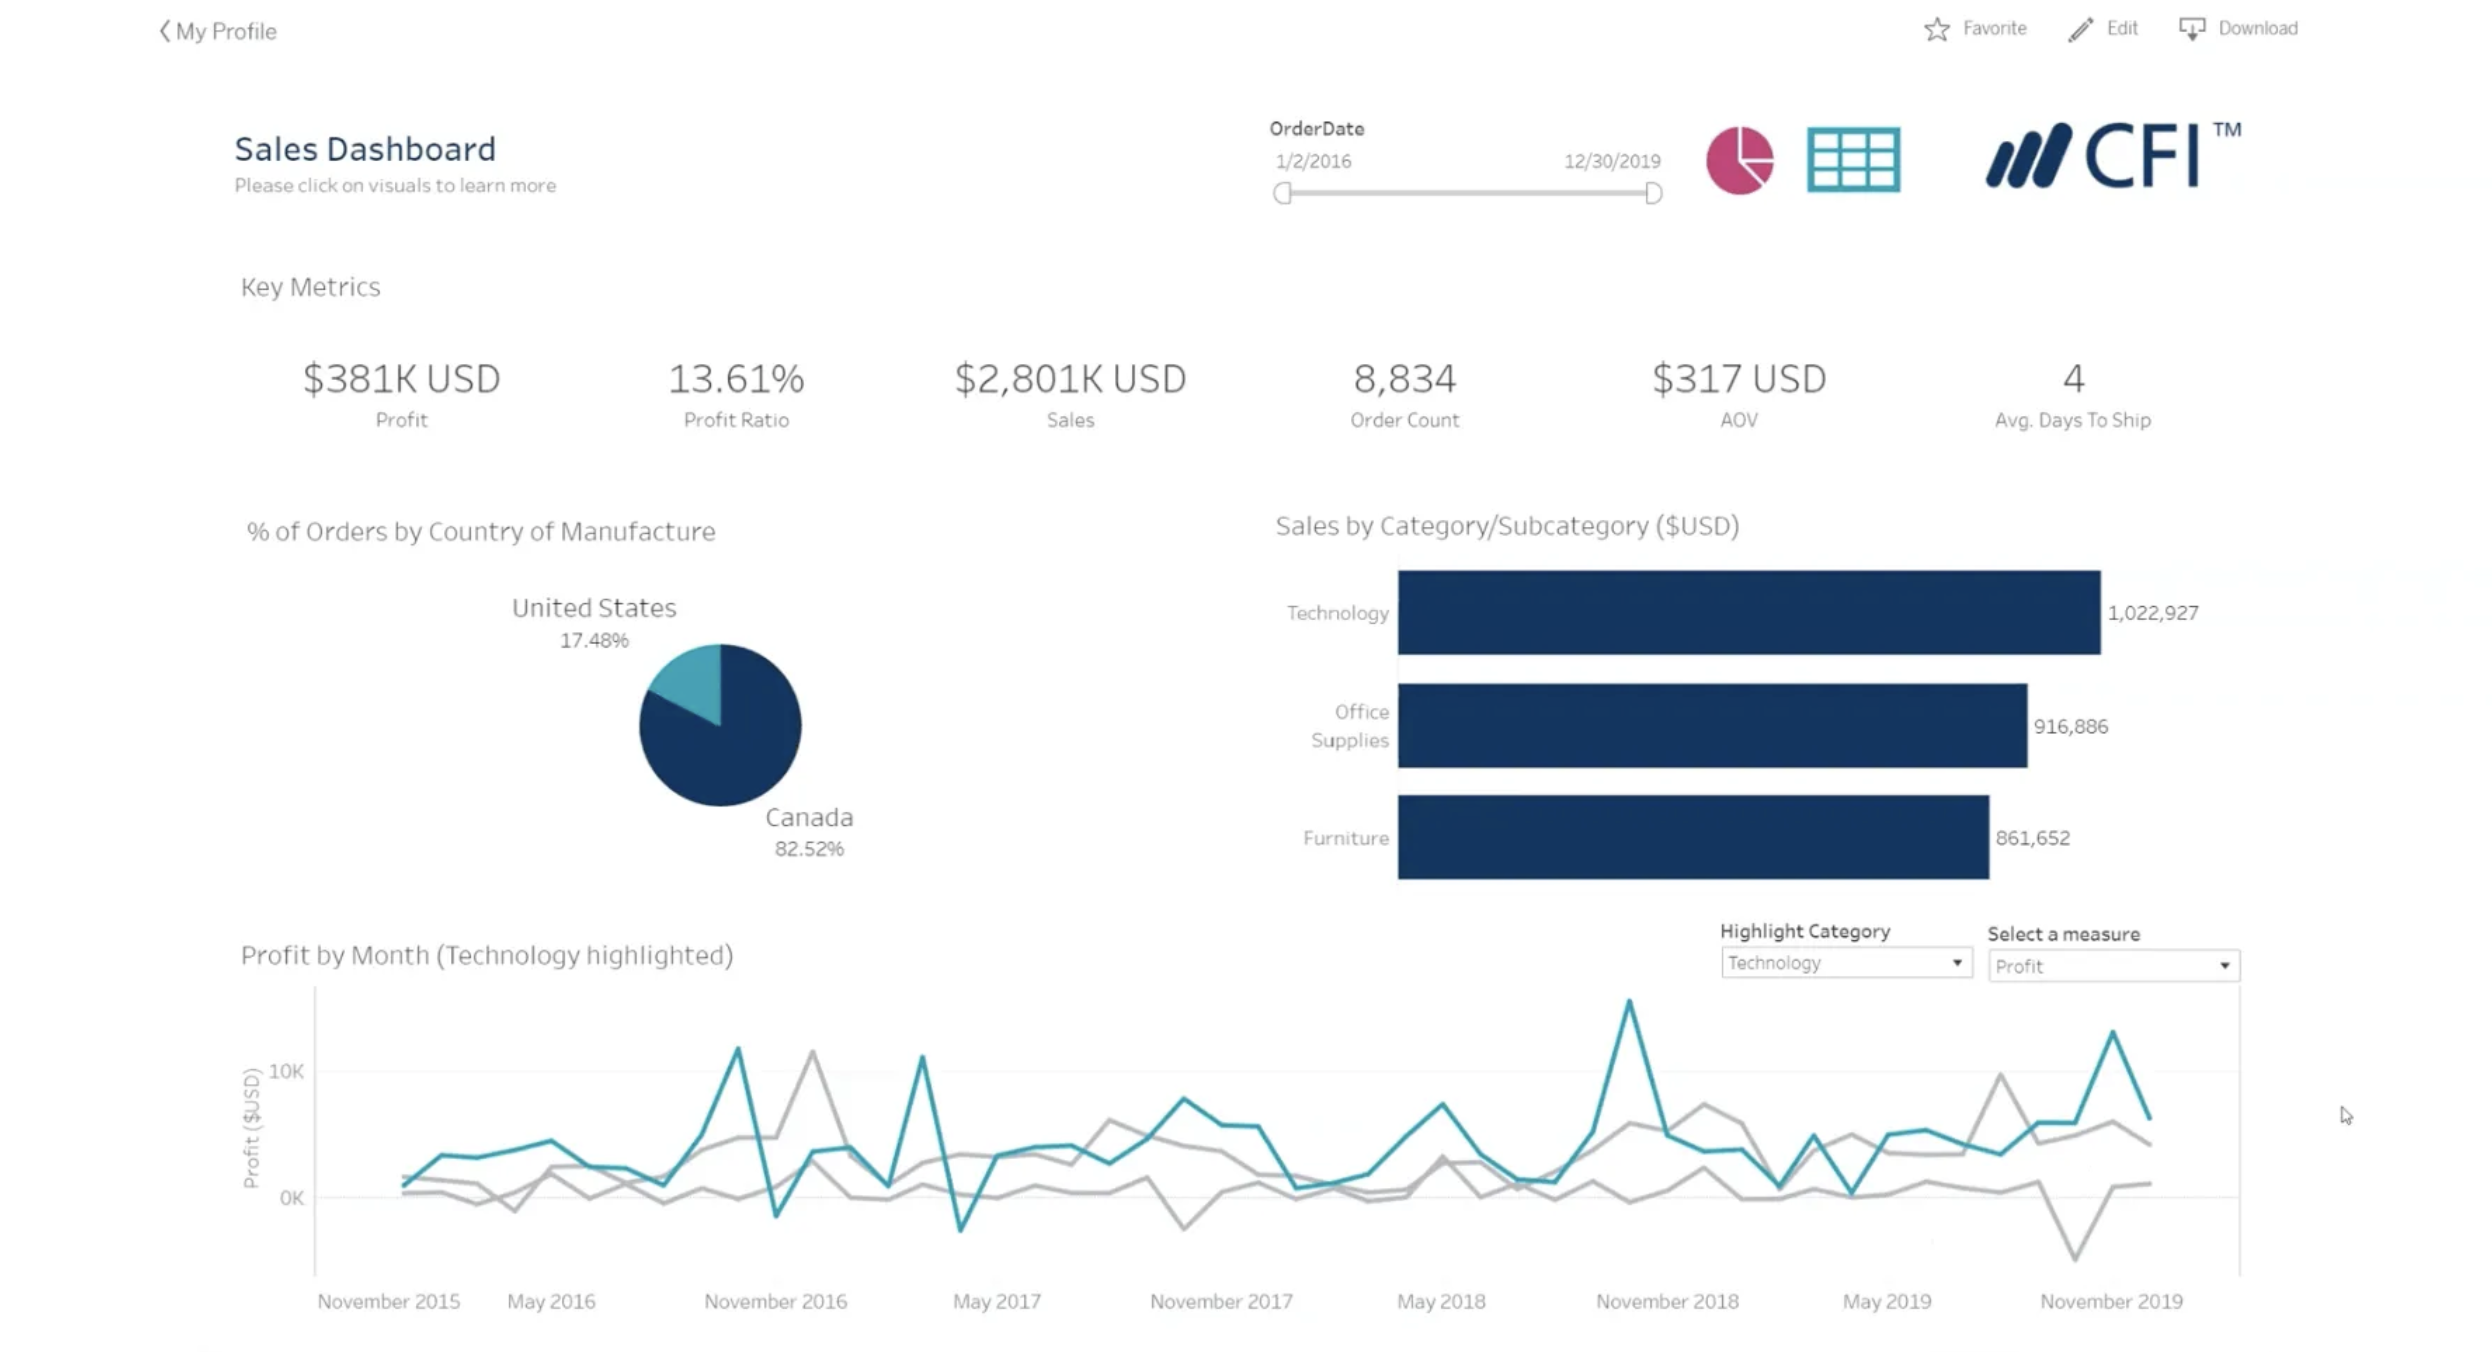 My Profile
Favorite
Edit
Download
Sales Dashboard
Please click on visuals to learn more
OrderDate
1/2/2016
12/30/2019
CFI™
Key Metrics
$381K USD
Profit
13.61%
Profit Ratio
$2,801K USD
Sales
8,834
Order Count
$317 USD
AOV
4
Avg. Days To Ship
% of Orders by Country of Manufacture
United States
17.48%
Canada
82.52%
Sales by Category/Subcategory ($USD)
Technology
1,022,927
Office
Supplies
916,886
Furniture
861,652
Profit by Month (Technology highlighted)
Highlight Category
Technology
Select a measure
Profit
Profit ($USD)
10K
0K
November 2015
May 2016
November 2016
May 2017
November 2017
May 2018
November 2018
May 2019
November 2019